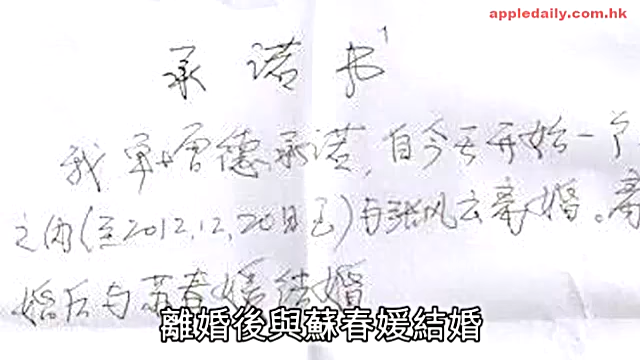 appledaily.com.hk
承诺书
我单增德承诺,自今天开始一个
之内(至2012.12.20日止)与张风云离婚。离
婚后与苏春媛结婚
離婚後與蘇春媛結婚